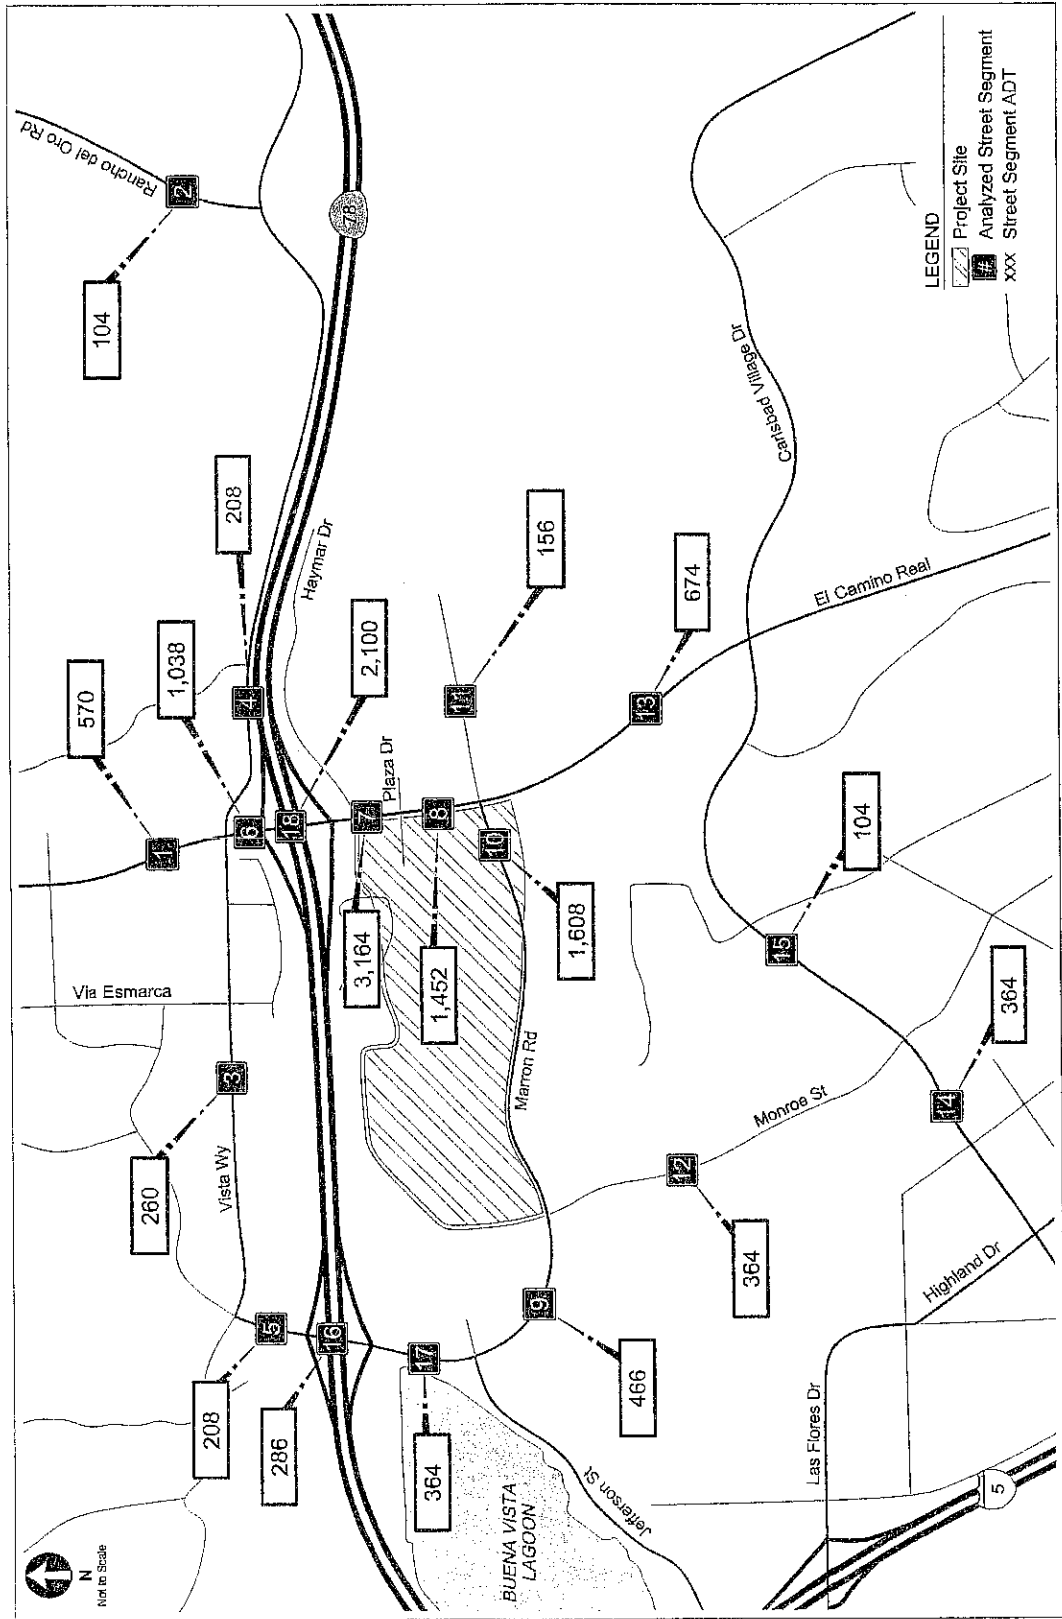 N
Not to Scale
Rancho del Oro Rd
2
104
78
208
4
Haymar Dr
570
1
1,038
6
18
2,100
Plaza Dr
7
3,164
8
1,452
11
156
10
1,608
Marron Rd
13
674
El Camino Real
Carlsbad Village Dr
Via Esmarca
3
260
Vista Wy
5
208
16
286
17
364
9
466
12
364
Monroe St
15
104
14
364
Highland Dr
Las Flores Dr
Jefferson St
BUENA VISTA
LAGOON
5
LEGEND
Project Site
# Analyzed Street Segment
XXX Street Segment ADT